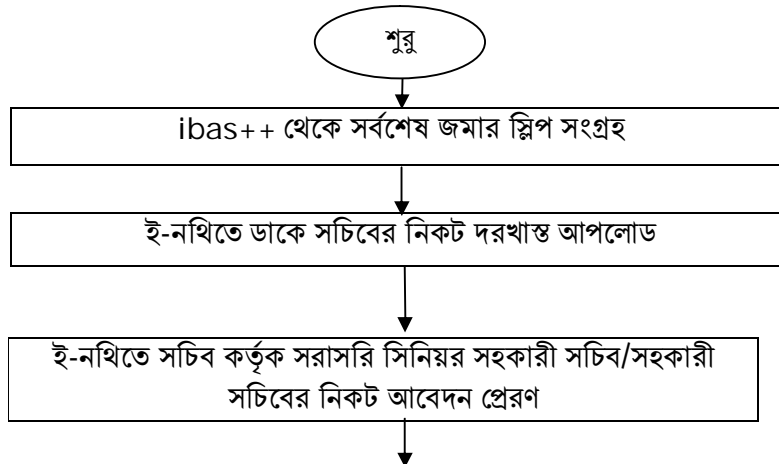 শুরু
ibas++ থেকে সর্বশেষ জমার স্লিপ সংগ্রহ
ই-নথিতে ডাকে সচিবের নিকট দরখাস্ত আপলোড
ই-নথিতে সচিব কর্তৃক সরাসরি সিনিয়র সহকারী সচিব/সহকারী
সচিবের নিকট আবেদন প্রেরণ